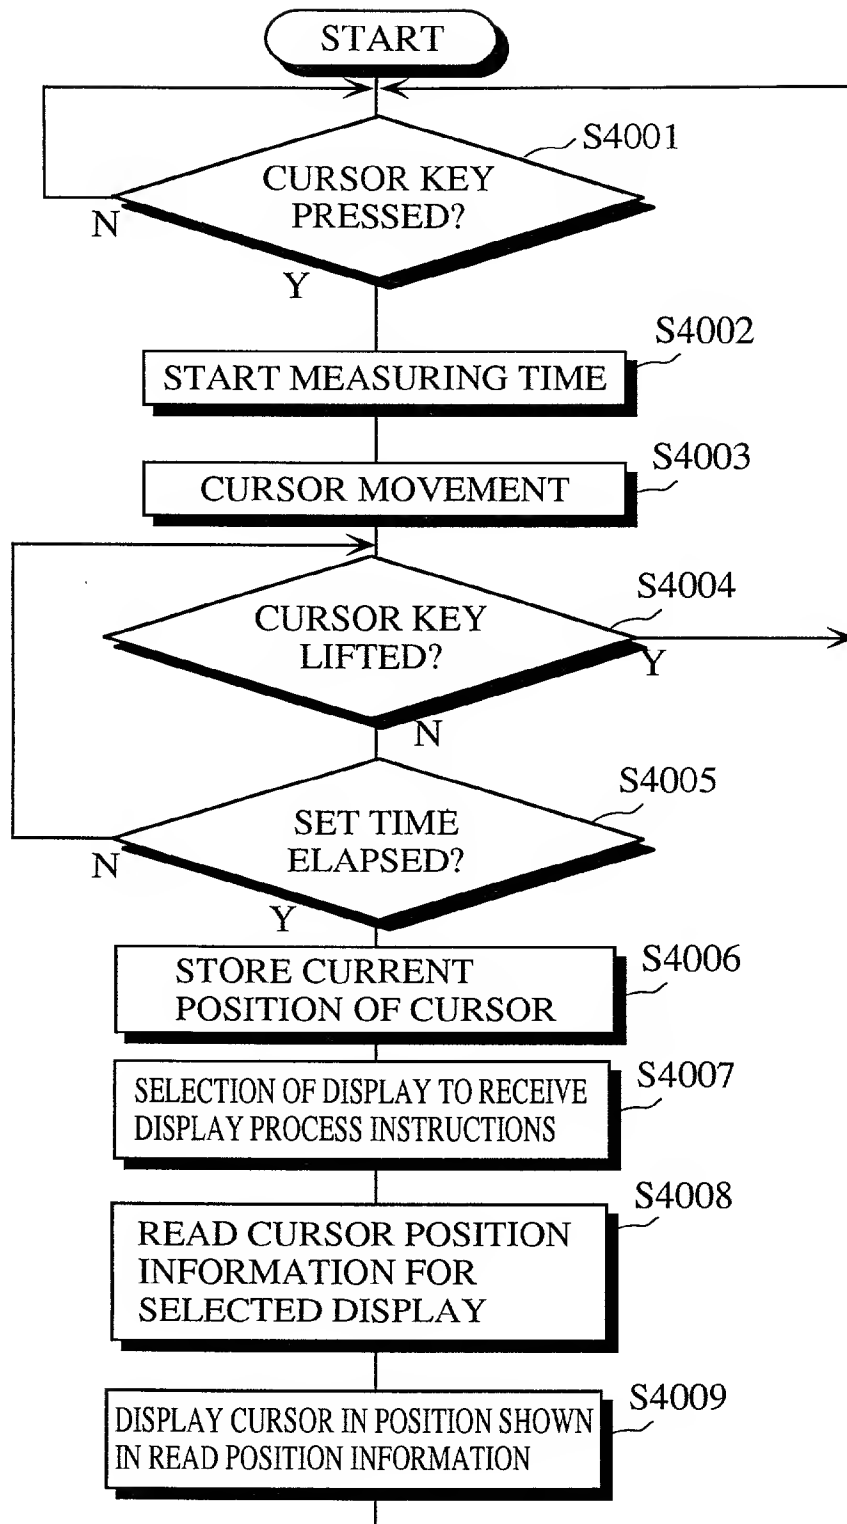 START
S4001
CURSOR KEY
PRESSED?
N
Y
S4002
START MEASURING TIME
S4003
CURSOR MOVEMENT
S4004
CURSOR KEY
LIFTED?
Y
N
S4005
SET TIME
ELAPSED?
N
Y
S4006
STORE CURRENT
POSITION OF CURSOR
S4007
SELECTION OF DISPLAY TO RECEIVE
DISPLAY PROCESS INSTRUCTIONS
S4008
READ CURSOR POSITION
INFORMATION FOR
SELECTED DISPLAY
S4009
DISPLAY CURSOR IN POSITION SHOWN
IN READ POSITION INFORMATION